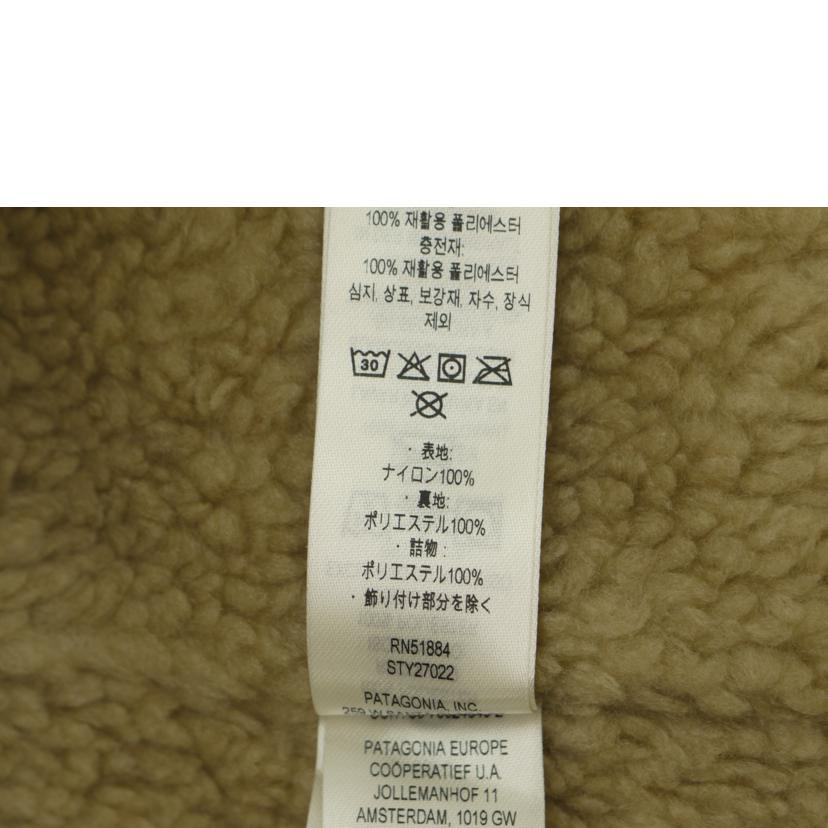 100% 재활용 폴리에스터
충전재:
100% 재활용 폴리에스터
심지, 상표, 보강재, 자수, 장식
제외
30
· 表地:
ナイロン100%
· 裏地:
ポリエステル100%
· 詰物 :
ポリエステル100%
· 飾り付け部分を除く
RN51884
STY27022
PATAGONIA, INC.
259 W.
PATAGONIA EUROPE
COÖPERATIEF U.A.
JOLLEMANHOF 11
AMSTERDAM, 1019 GW